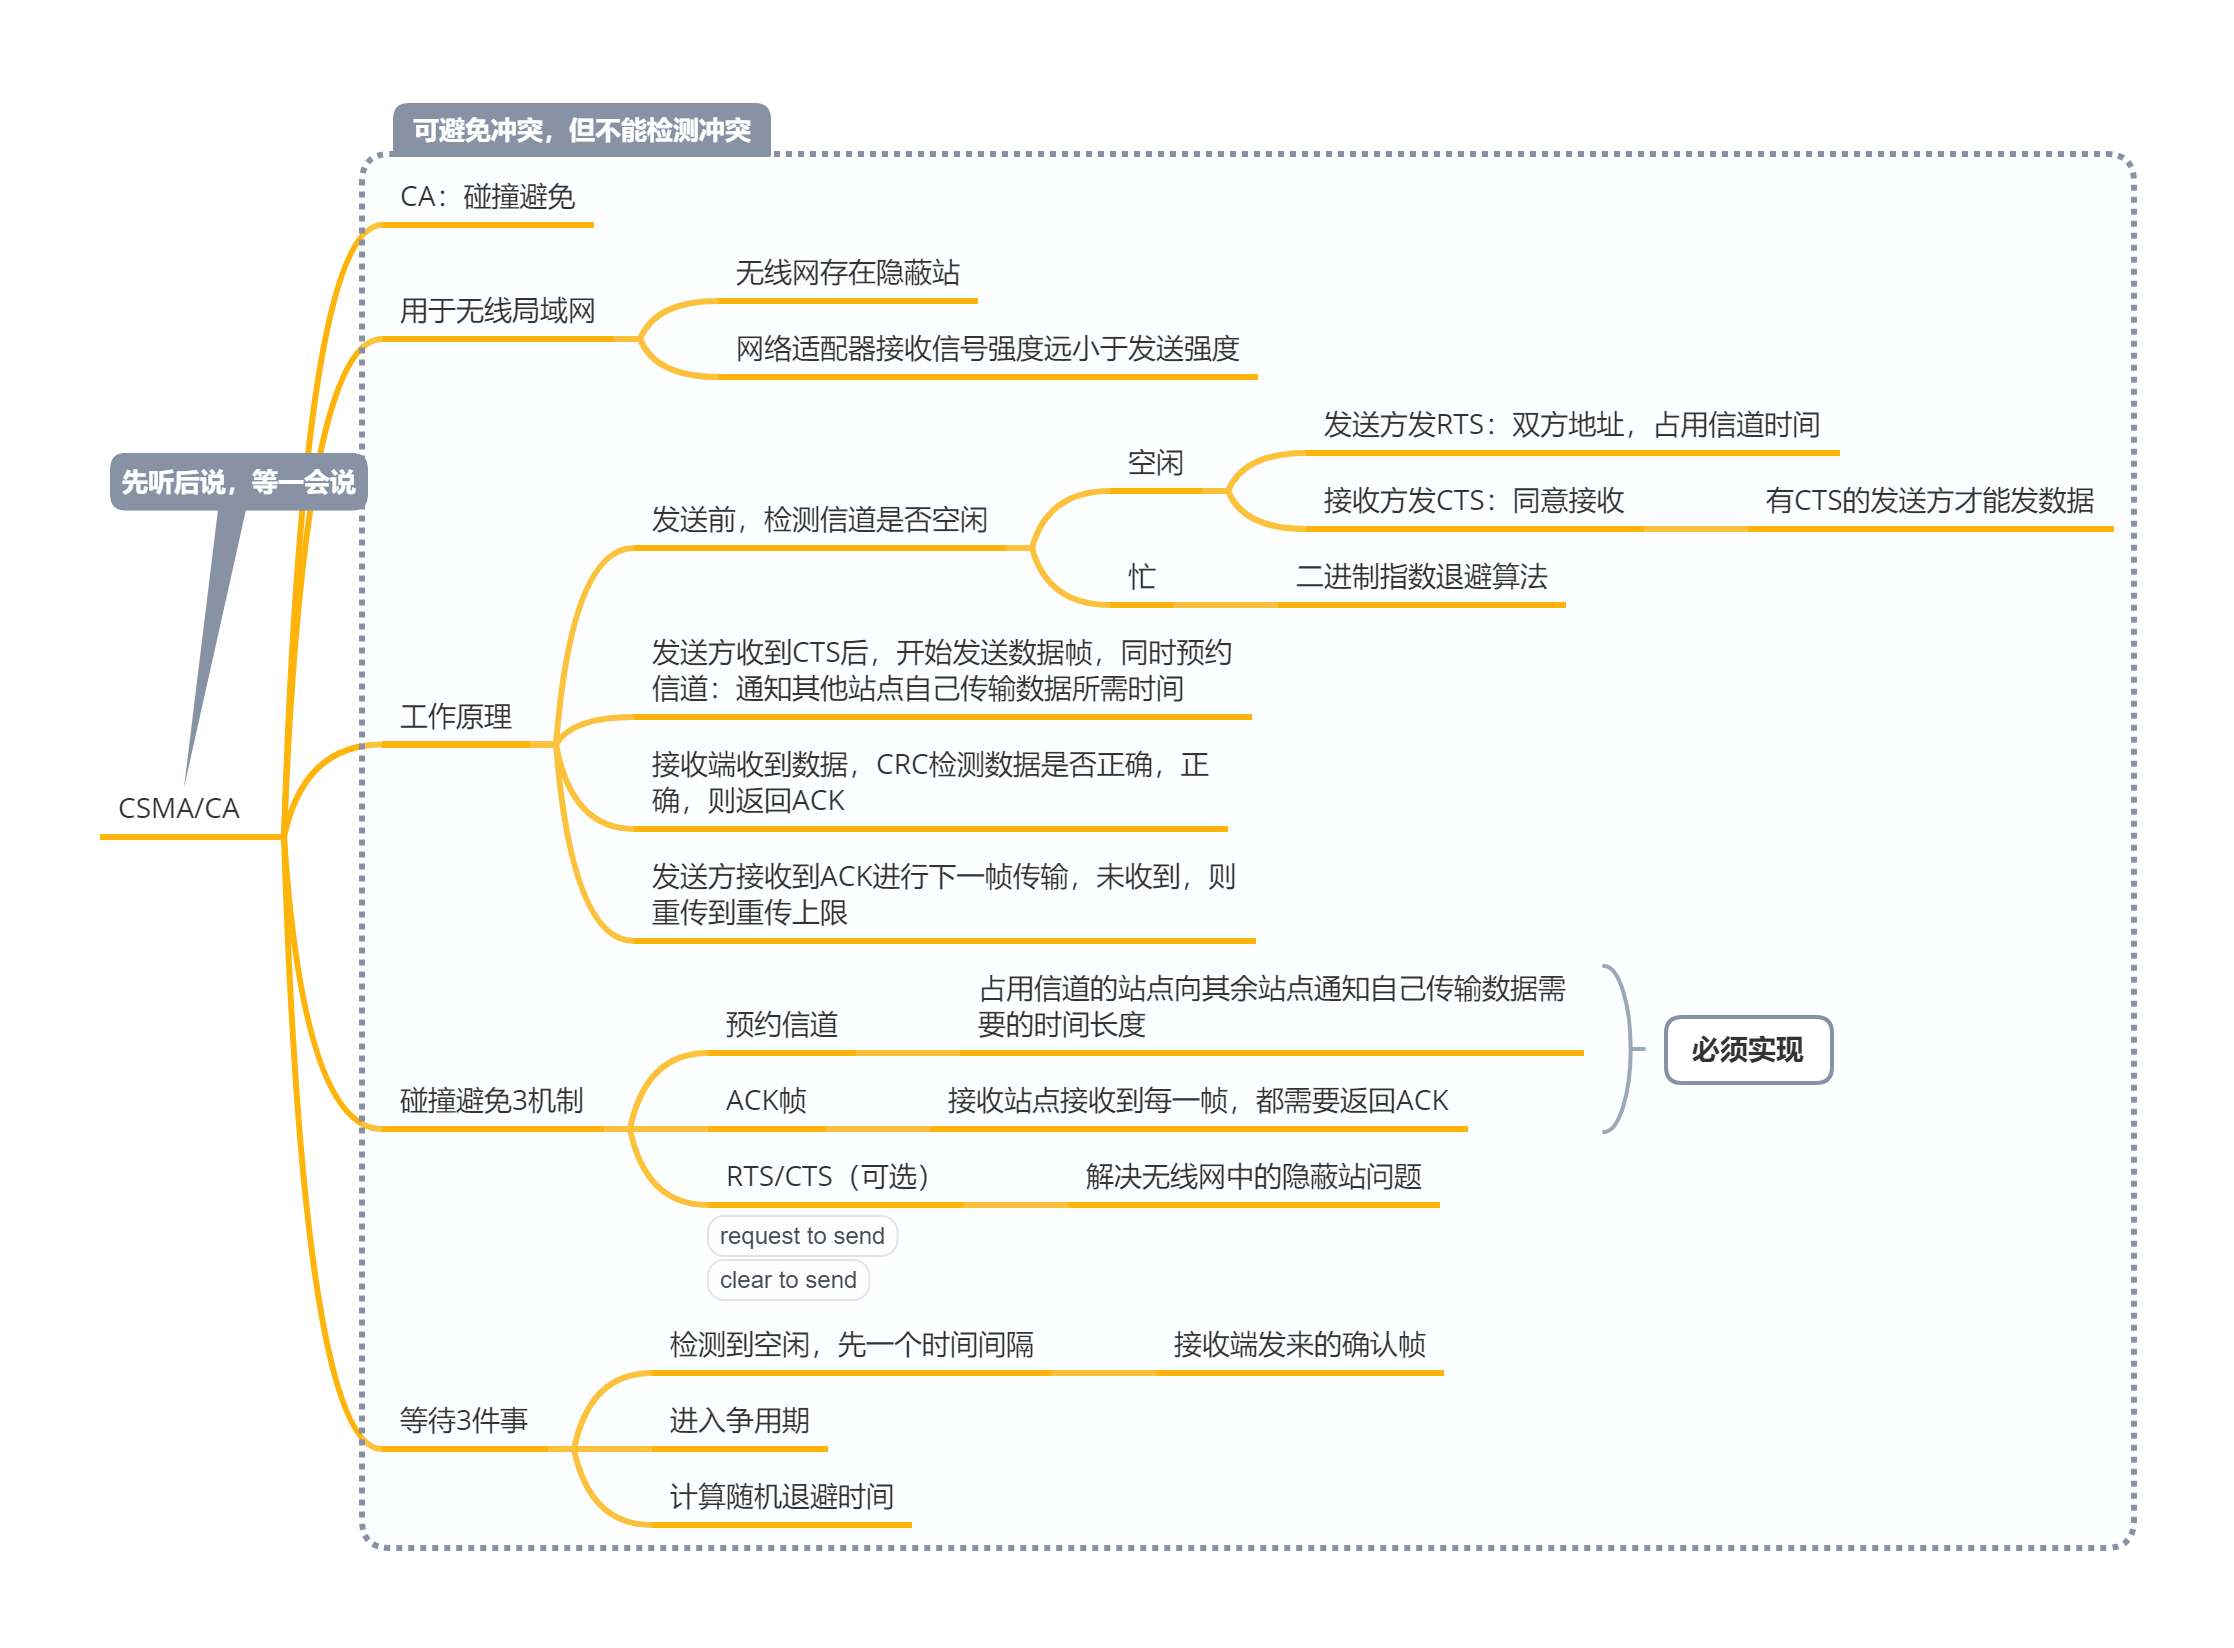 可避免冲突，但不能检测冲突
CA：碰撞避免
无线网存在隐蔽站
用于无线局域网
网络适配器接收信号强度远小于发送强度
发送方发RTS：双方地址，占用信道时间
空闲
先听后说，等一会说
接收方发CTS：同意接收
有CTS的发送方才能发数据
发送前，检测信道是否空闲
忙
二进制指数退避算法
发送方收到CTS后，开始发送数据帧，同时预约
信道：通知其他站点自己传输数据所需时间
工作原理
接收端收到数据，CRC检测数据是否正确，正
确，则返回ACK
CSMA/CA
发送方接收到ACK进行下一帧传输，未收到，则
重传到重传上限
占用信道的站点向其余站点通知自己传输数据需
要的时间长度
预约信道
必须实现
碰撞避免3机制
ACK帧
接收站点接收到每一帧，都需要返回ACK
RTS/CTS（可选）
解决无线网中的隐蔽站问题
request to send
clear to send
检测到空闲，先一个时间间隔
接收端发来的确认帧
等待3件事
进入争用期
计算随机退避时间